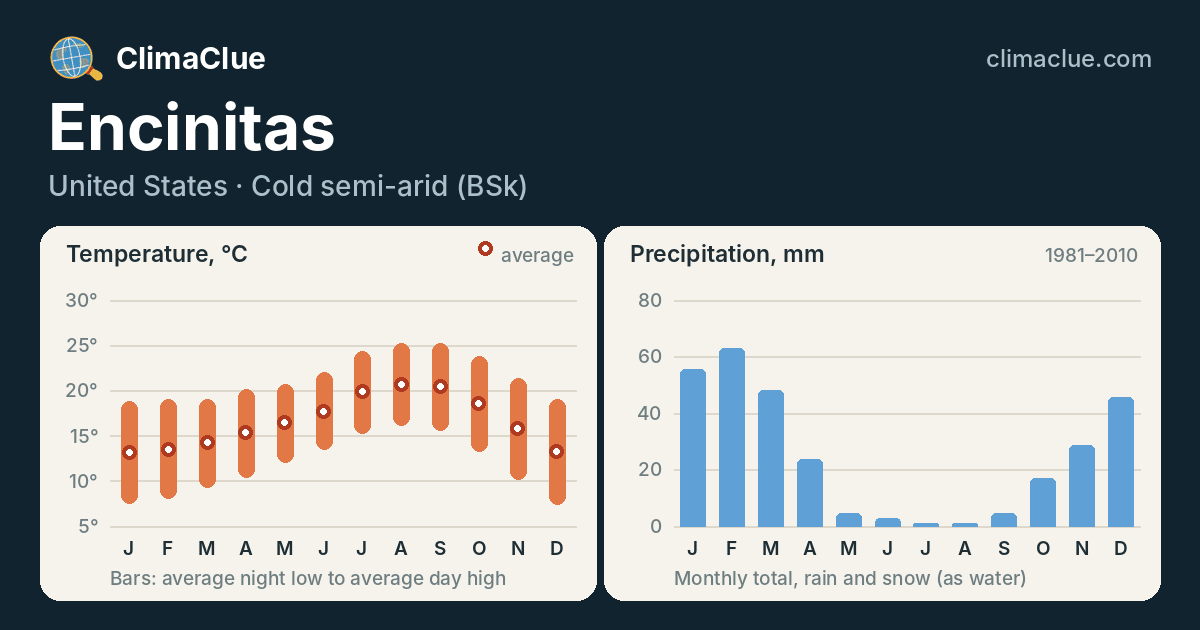 ClimaClue
climaclue.com
Encinitas
United States · Cold semi-arid (BSk)
Temperature, °C
average
30°
25°
20°
15°
10°
5°
J F M A M J J A S O N D
Bars: average night low to average day high
Precipitation, mm
1981–2010
80
60
40
20
0
J F M A M J J A S O N D
Monthly total, rain and snow (as water)